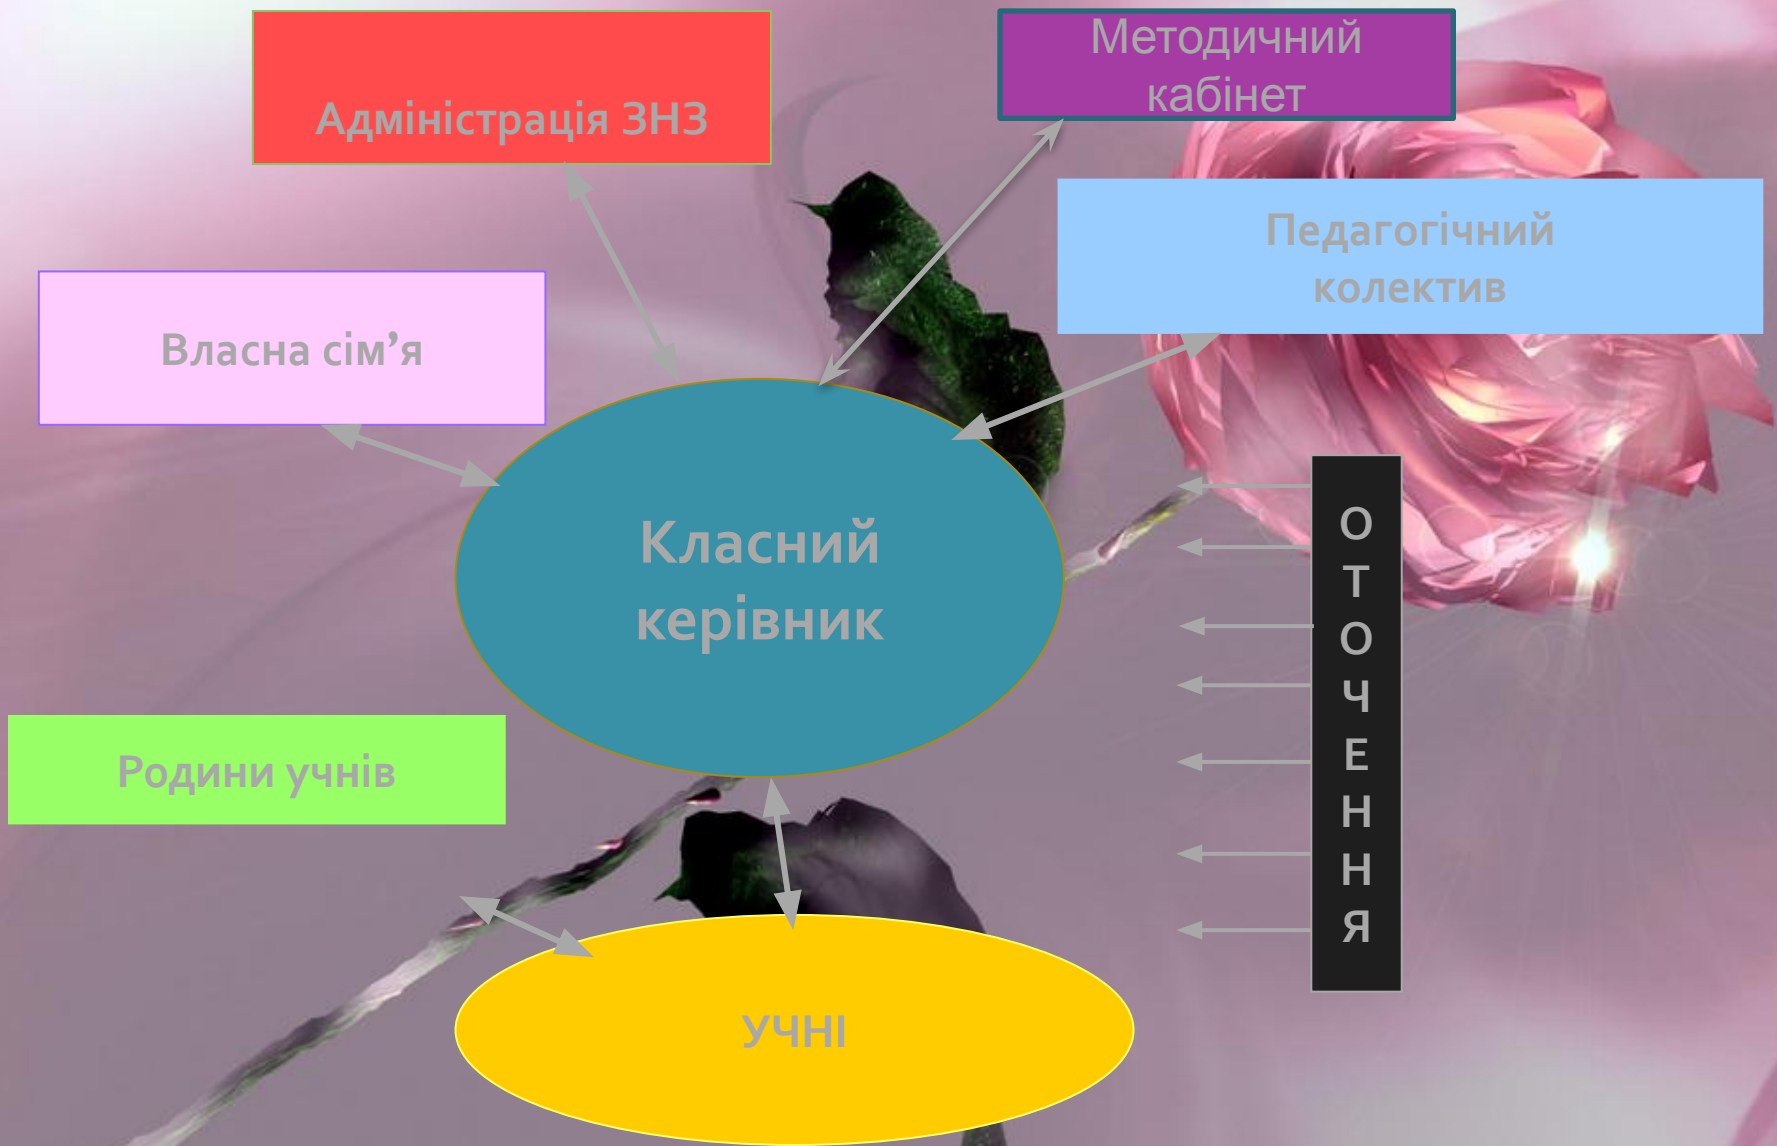 Адміністрація ЗНЗ
Методичний
кабінет
Педагогічний
колектив
Власна сім’я
Класний
керівник
О
Т
О
Ч
Е
Н
Н
Я
Родини учнів
УЧНІ